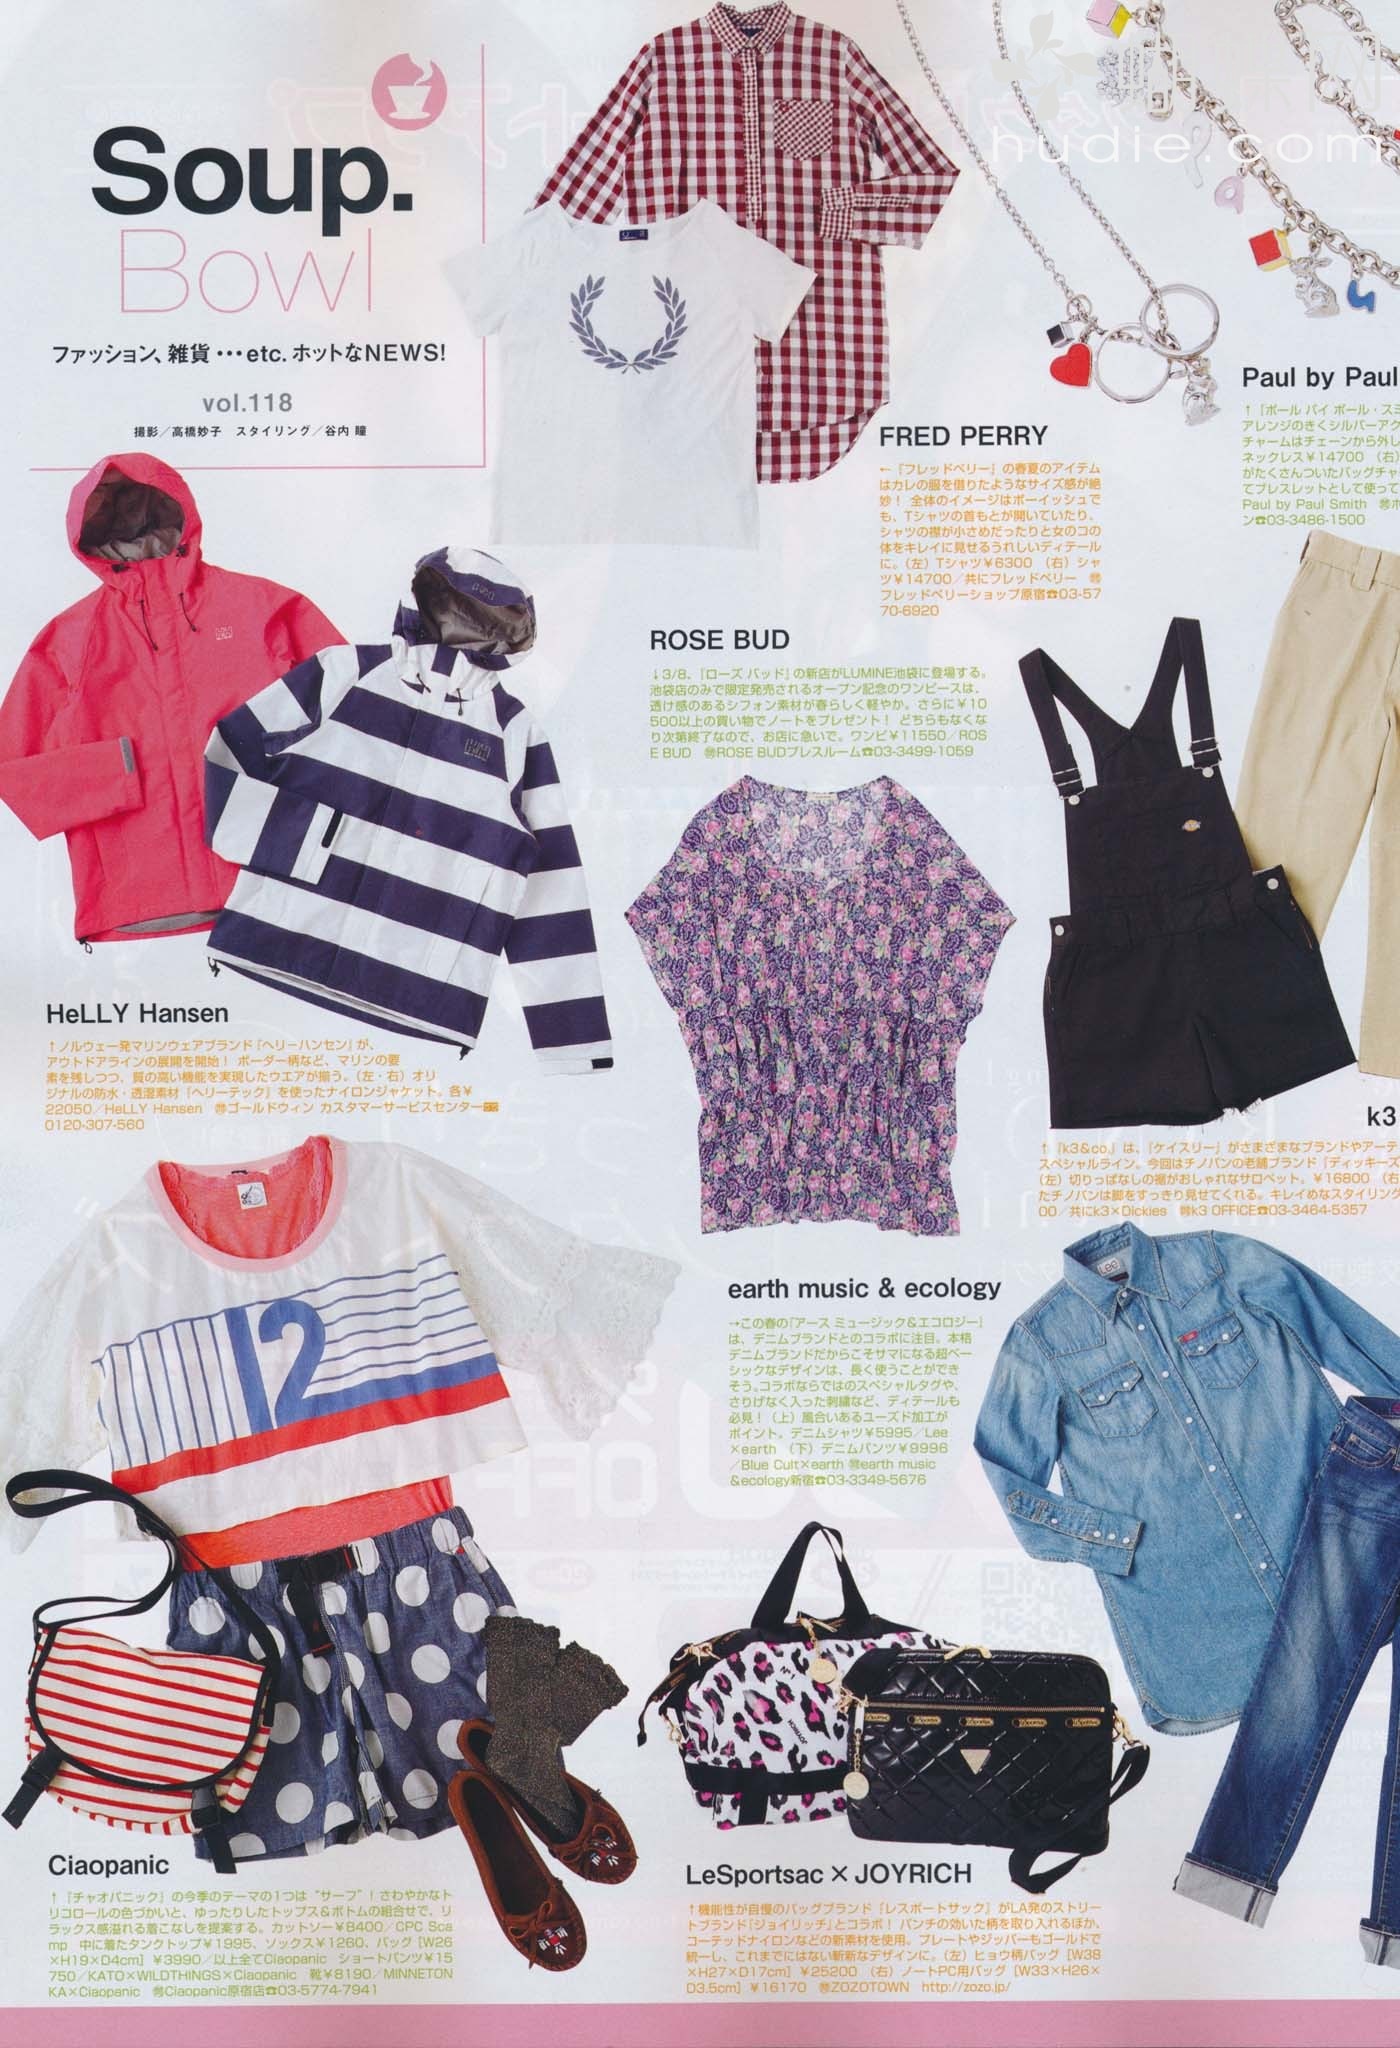 Soup.
Bowl
ファッション、雑貨・・・etc. ホットなNEWS!
vol.118
撮影／高橋妙子　スタイリング／谷内 瞳
hudie.com
Paul by Paul
↑『ポール バイ ポール・スミ
アレンジのきくシルバーアク
チャームはチェーンから外し
ネックレス￥14700 （右）
がたくさんついたバッグチャ
てブレスレットとして使って
Paul by Paul Smith
ン☎03-3486-1500
FRED PERRY
←『フレッドペリー』の春夏のアイテム
はカレの服を借りたようなサイズ感が絶
妙！ 全体のイメージはボーイッシュで
も、Tシャツの首もとが開いていたり、
シャツの襟が小さめだったりと女のコの
体をキレイに見せるうれしいディテール
に。（左）Tシャツ￥6300 （右）シャ
ツ￥14700／共にフレッドペリー ㉄
フレッドペリーショップ原宿☎03-57
70-6920
ROSE BUD
↓3/8、『ローズ バッド』の新店がLUMINE池袋に登場する。
池袋店のみで限定発売されるオープン記念のワンピースは、
透け感のあるシフォン素材が春らしく軽やか。さらに￥10
500以上の買い物でノートをプレゼント！ どちらもなくな
り次第終了なので、お店に急いで。ワンピ￥11550／ROS
E BUD ㉄ROSE BUDプレスルーム☎03-3499-1059
HeLLY Hansen
↑ノルウェー発マリンウェアブランド『ヘリーハンセン』が、
アウトドアラインの展開を開始！ ボーダー柄など、マリンの要
素を残しつつ、質の高い機能を実現したウエアが揃う。（左・右）オリ
ジナルの防水・透湿素材『ヘリーテック』を使ったナイロンジャケット。各￥
22050／HeLLY Hansen ㉄ゴールドウィン カスタマーサービスセンター
0120-307-560
k3
↑『k3&co.』は、『ケイスリー』がさまざまなブランドやアーテ
スペシャルライン。今回はチノパンの老舗ブランド『ディッキーズ
（左）切りっぱなしの裾がおしゃれなサロペット。￥16800 （右
たチノパンは脚をすっきり見せてくれる。キレイめなスタイリン
00／共にk3×Dickies ㉄k3 OFFICE☎03-3464-5357
earth music & ecology
→この春の『アース ミュージック&エコロジー』
は、デニムブランドとのコラボに注目。本格
デニムブランドだからこそサマになる超ベー
シックなデザインは、長く使うことができ
そう。コラボならではのスペシャルタグや、
さりげなく入った刺繍など、ディテールも
必見！（上）風合いあるユーズド加工が
ポイント。デニムシャツ￥5995／Lee
×earth （下）デニムパンツ￥9996
／Blue Cult×earth ㉄earth music
&ecology新宿☎03-3349-5676
Lee
12
Ciaopanic
↑『チャオパニック』の今季のテーマの1つは“サーフ”！さわやかなト
リコロールの色づかいと、ゆったりしたトップス&ボトムの組合せで、リ
ラックス感溢れる着こなしを提案する。カットソー￥8400／CPC Sca
mp 中に着たタンクトップ￥1995、ソックス￥1260、バッグ［W26
×H19×D4cm］￥3990／以上全てCiaopanic ショートパンツ￥15
750／KATO×WILDTHINGS×Ciaopanic 靴￥8190／MINNETON
KA×Ciaopanic ㉄Ciaopanic原宿店☎03-5774-7941
LeSportsac×JOYRICH
↑機能性が自慢のバッグブランド『レスポートサック』がLA発のストリー
トブランド『ジョイリッチ』とコラボ！ パンチの効いた柄を取り入れるほか、
コーテッドナイロンなどの新素材を使用。プレートやジッパーもゴールドで
統一し、これまでにはない斬新なデザインに。（左）ヒョウ柄バッグ［W38
×H27×D17cm］￥25200 （右）ノートPC用バッグ［W33×H26×
D3.5cm］￥16170 ㉄ZOZOTOWN http://zozo.jp/